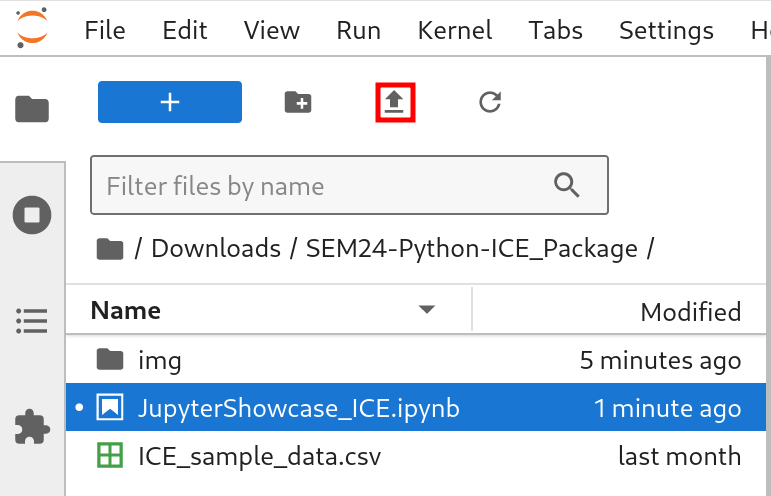 File Edit View Run Kernel Tabs Settings
Filter files by name
/ Downloads / SEM24-Python-ICE_Package /
Name Modified
img 5 minutes ago
JupyterShowcase_ICE.ipynb 1 minute ago
ICE_sample_data.csv last month